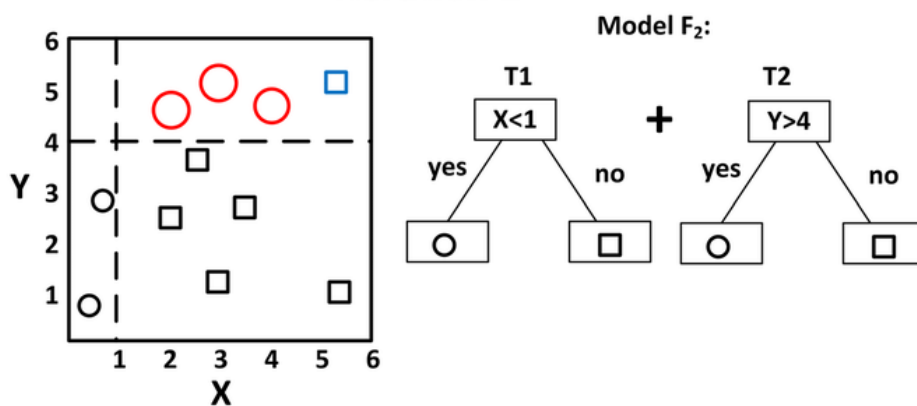 Model F₂:
6
5
4
3
2
1
Y
1 2 3 4 5 6
X
T1
X<1
yes
no
+
T2
Y>4
yes
no